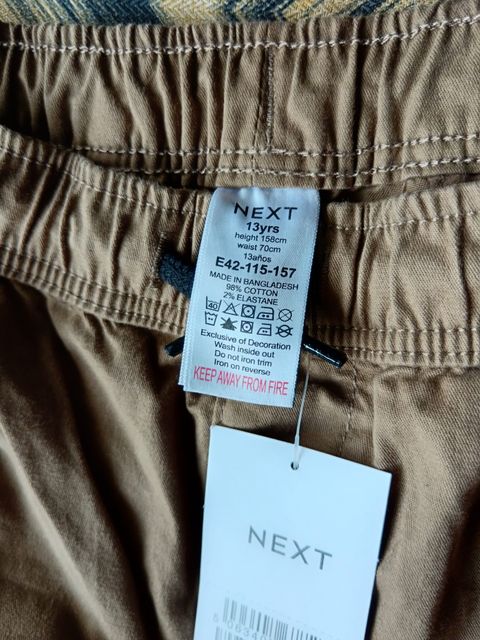 NEXT
13yrs
height 158cm
waist 70cm
13años
E42-115-157
MADE IN BANGLADESH
98% COTTON
2% ELASTANE
40
Exclusive of Decoration
Wash inside out
Do not iron trim
Iron on reverse
KEEP AWAY FROM FIRE
NEXT